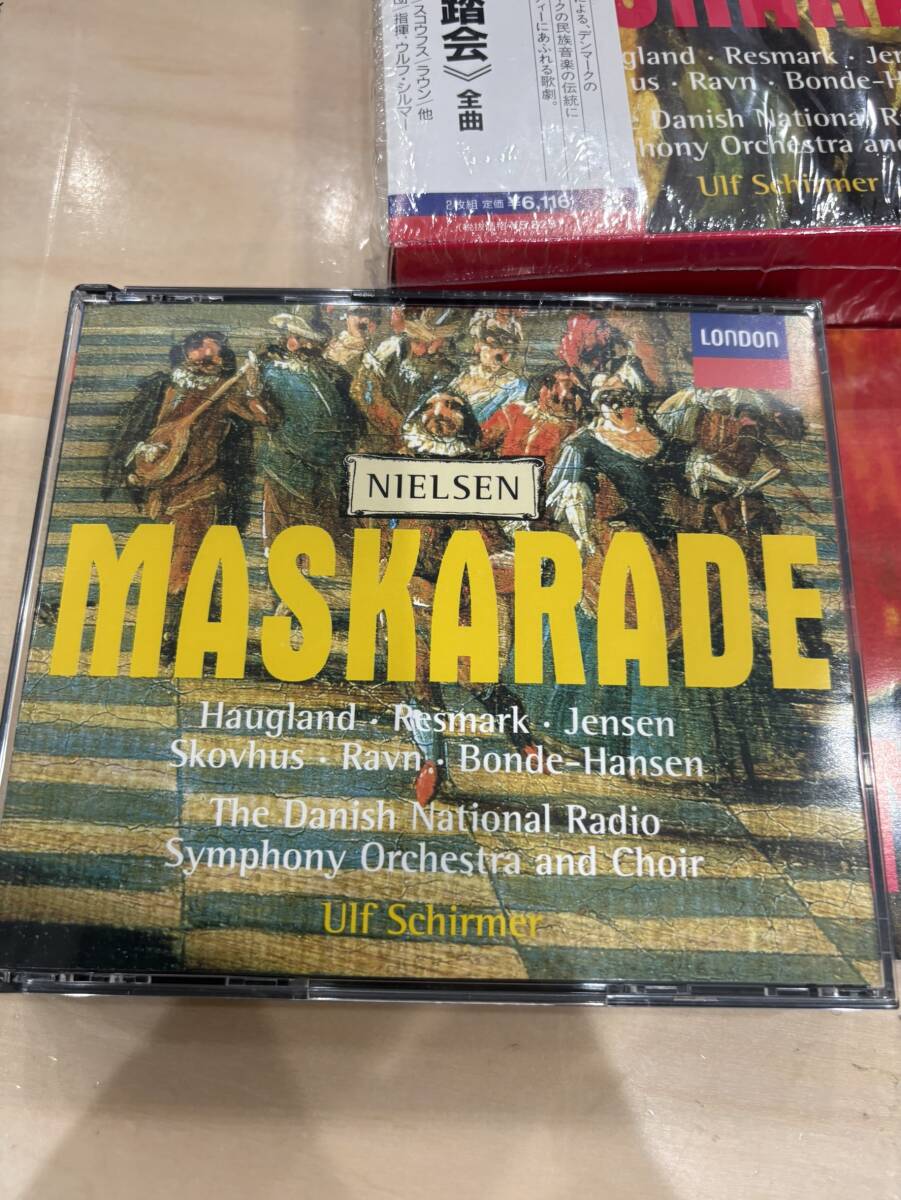 踏会》全曲
スコウフス/ラウン/他
指揮:ウルフ・シルマー
による、デンマークの
ークの民族音楽の伝統に
ディーにあふれる歌劇。
2枚組 定価 ¥6,116
gland · Resmark · Jen
us · Ravn · Bonde-H
Danish National R
hony Orchestra and
Ulf Schirmer
LONDON
NIELSEN
MASKARADE
Haugland · Resmark · Jensen
Skovhus · Ravn · Bonde-Hansen
The Danish National Radio
Symphony Orchestra and Choir
Ulf Schirmer